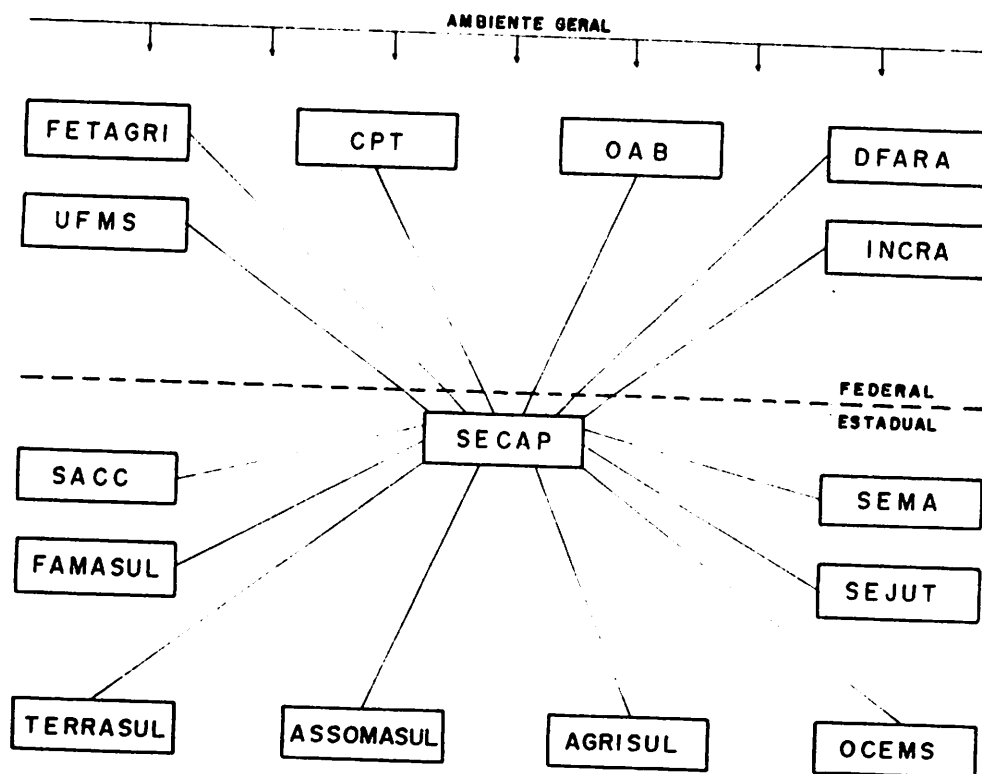 AMBIENTE GERAL
FETAGRI
CPT
OAB
DFARA
UFMS
INCRA
FEDERAL
ESTADUAL
SECAP
SACC
SEMA
FAMASUL
SEJUT
TERRASUL
ASSOMASUL
AGRISUL
OCEMS